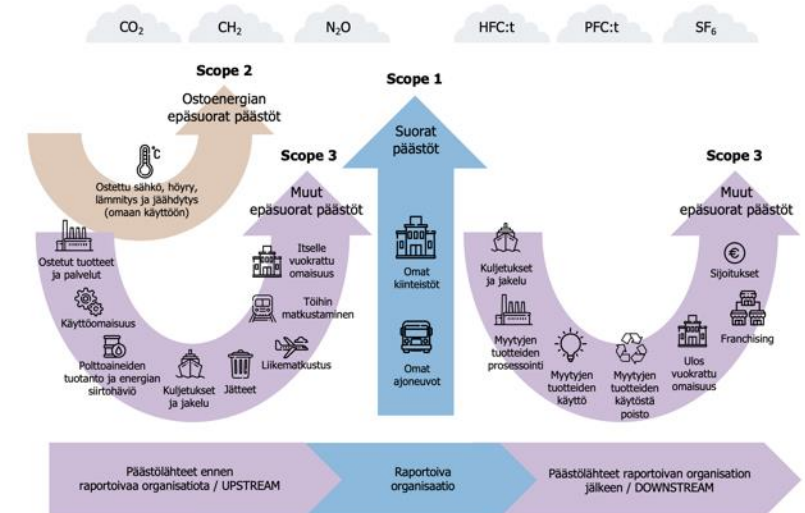 CO₂
CH₂
N₂O
HFC:t
PFC:t
SF₆
Scope 2
Ostoenergian
epäsuorat päästöt
°C
Ostettu sähkö, höyry,
lämmitys ja jäähdytys
(omaan käyttöön)
Scope 3
Muut
epäsuorat päästöt
Ostetut tuotteet
ja palvelut
Käyttöomaisuus
Polttoaineiden
tuotanto ja energian
siirtohäviö
Kuljetukset
ja jakelu
Jätteet
Liikematkustus
Töihin
matkustaminen
Itselle
vuokrattu
omaisuus
Scope 1
Suorat
päästöt
Omat
kiinteistöt
Omat
ajoneuvot
Scope 3
Muut
epäsuorat päästöt
Kuljetukset
ja jakelu
Myytyjen
tuotteiden
prosessointi
Myytyjen
tuotteiden
käyttö
Myytyjen
tuotteiden
käytöstä
poisto
Ulos
vuokrattu
omaisuus
Franchising
€
Sijoitukset
Päästölähteet ennen
raportoivaa organisatiota / UPSTREAM
Raportoiva
organisaatio
Päästölähteet raportoivan organisation
jälkeen / DOWNSTREAM